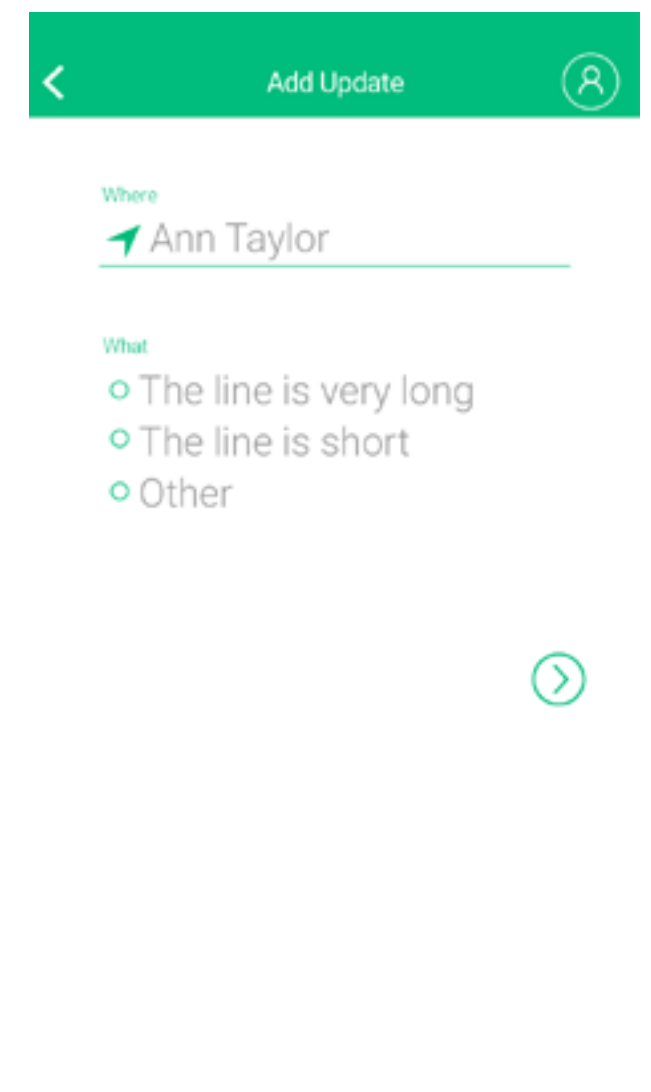 Add Update
Where
Ann Taylor
What
The line is very long
The line is short
Other